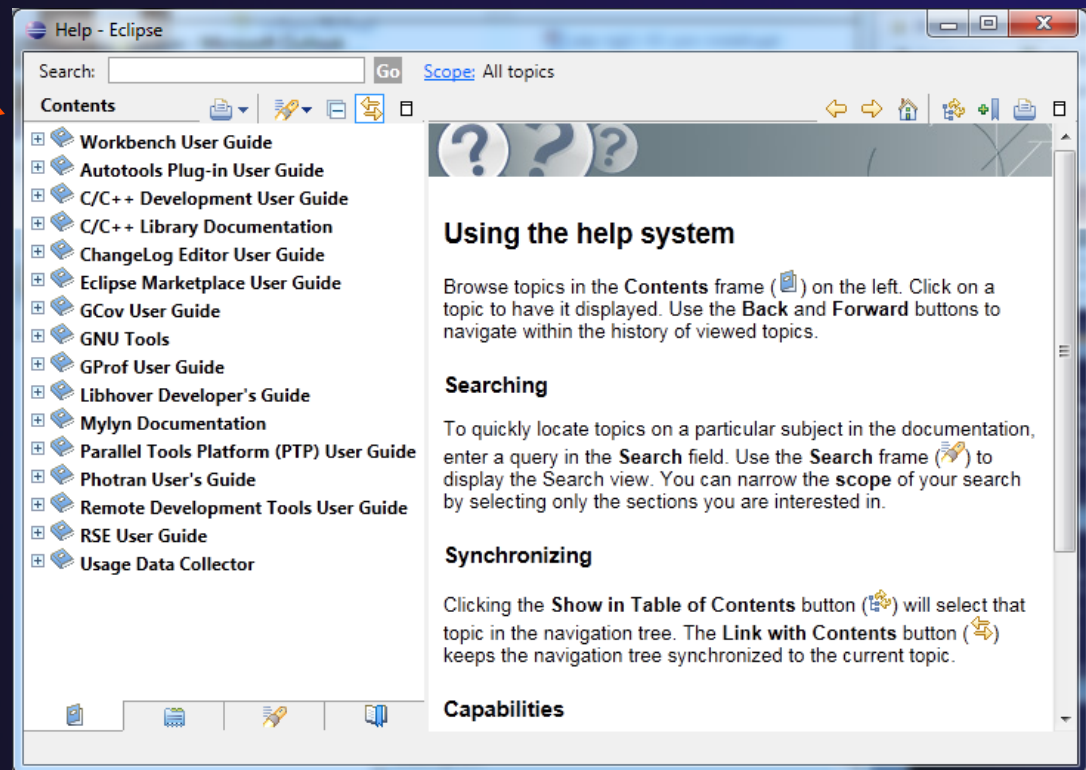 Help - Eclipse
Search:
Go
Scope: All topics
Contents
Workbench User Guide
Autotools Plug-in User Guide
C/C++ Development User Guide
C/C++ Library Documentation
ChangeLog Editor User Guide
Eclipse Marketplace User Guide
GCov User Guide
GNU Tools
GProf User Guide
Libhover Developer's Guide
Mylyn Documentation
Parallel Tools Platform (PTP) User Guide
Photran User's Guide
Remote Development Tools User Guide
RSE User Guide
Usage Data Collector
Using the help system
Browse topics in the Contents frame ( ) on the left. Click on a
topic to have it displayed. Use the Back and Forward buttons to
navigate within the history of viewed topics.
Searching
To quickly locate topics on a particular subject in the documentation,
enter a query in the Search field. Use the Search frame ( ) to
display the Search view. You can narrow the scope of your search
by selecting only the sections you are interested in.
Synchronizing
Clicking the Show in Table of Contents button ( ) will select that
topic in the navigation tree. The Link with Contents button ( )
keeps the navigation tree synchronized to the current topic.
Capabilities